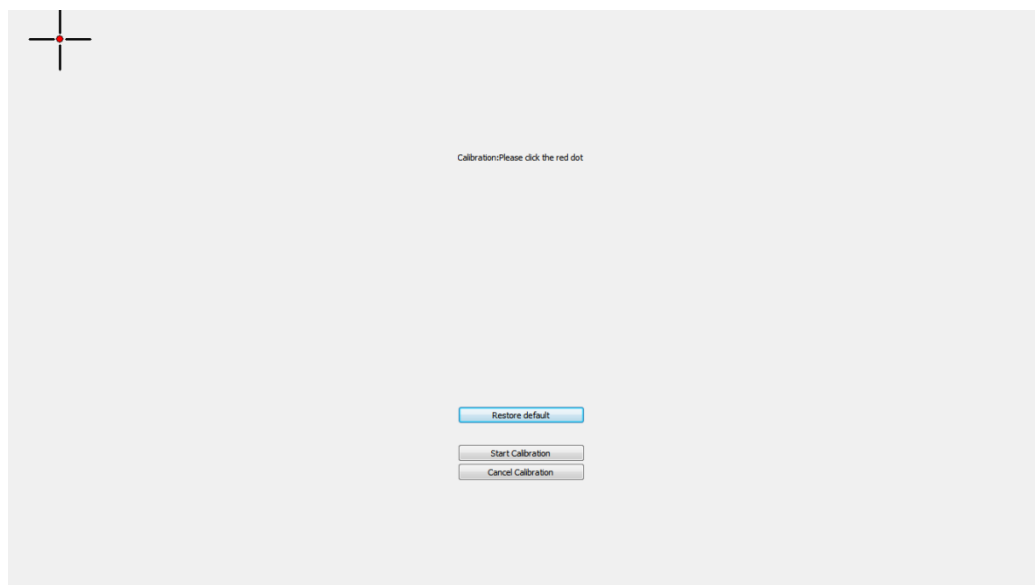 Calibration:Please click the red dot
Restore default
Start Calibration
Cancel Calibration